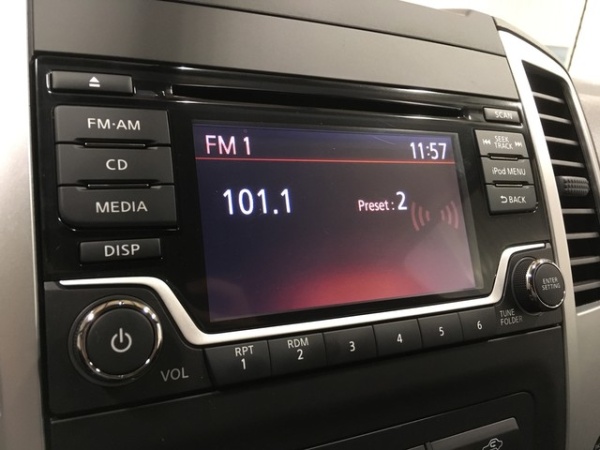 SCAN
FM·AM
CD
MEDIA
DISP
FM 1 11:57
101.1 Preset : 2
SEEK
TRACK
iPod MENU
BACK
ENTER
SETTING
TUNE
FOLDER
VOL
RPT
1
RDM
2
3
4
5
6